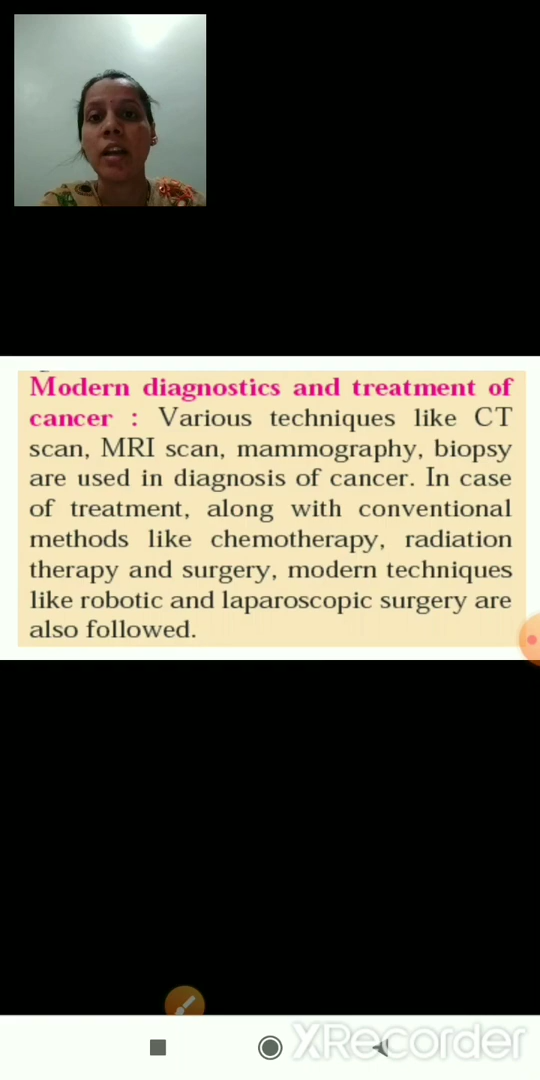 Modern diagnostics and treatment of
cancer : Various techniques like CT
scan, MRI scan, mammography, biopsy
are used in diagnosis of cancer. In case
of treatment, along with conventional
methods like chemotherapy, radiation
therapy and surgery, modern techniques
like robotic and laparoscopic surgery are
also followed.
XRecorder